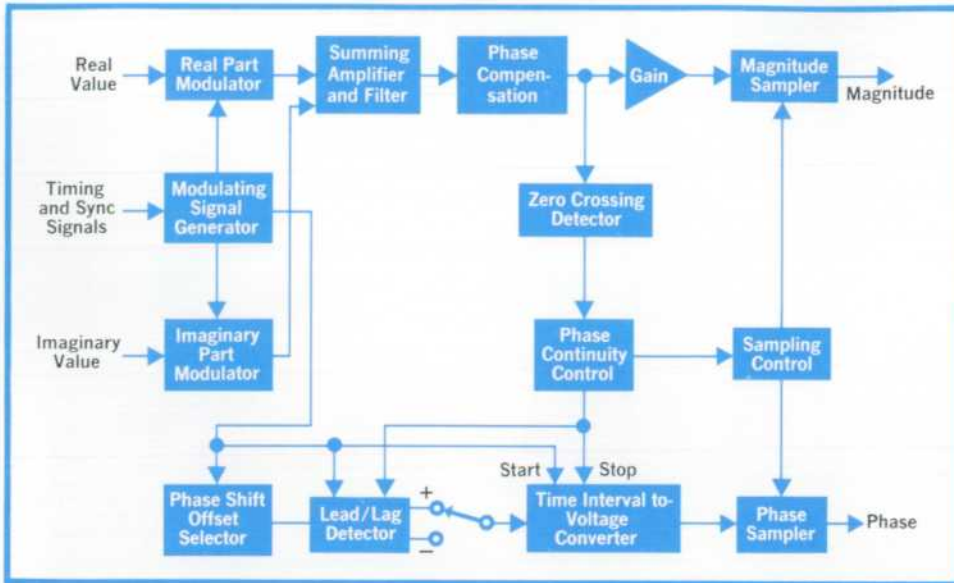 Real
Value
Real Part
Modulator
Summing
Amplifier
and Filter
Phase
Compen-
sation
Gain
Magnitude
Sampler
Magnitude
Timing
and Sync
Signals
Modulating
Signal
Generator
Zero Crossing
Detector
Imaginary
Value
Imaginary
Part
Modulator
Phase
Continuity
Control
Sampling
Control
Start
Stop
Phase Shift
Offset
Selector
Lead/Lag
Detector
+
−
Time Interval to-
Voltage
Converter
Phase
Sampler
Phase